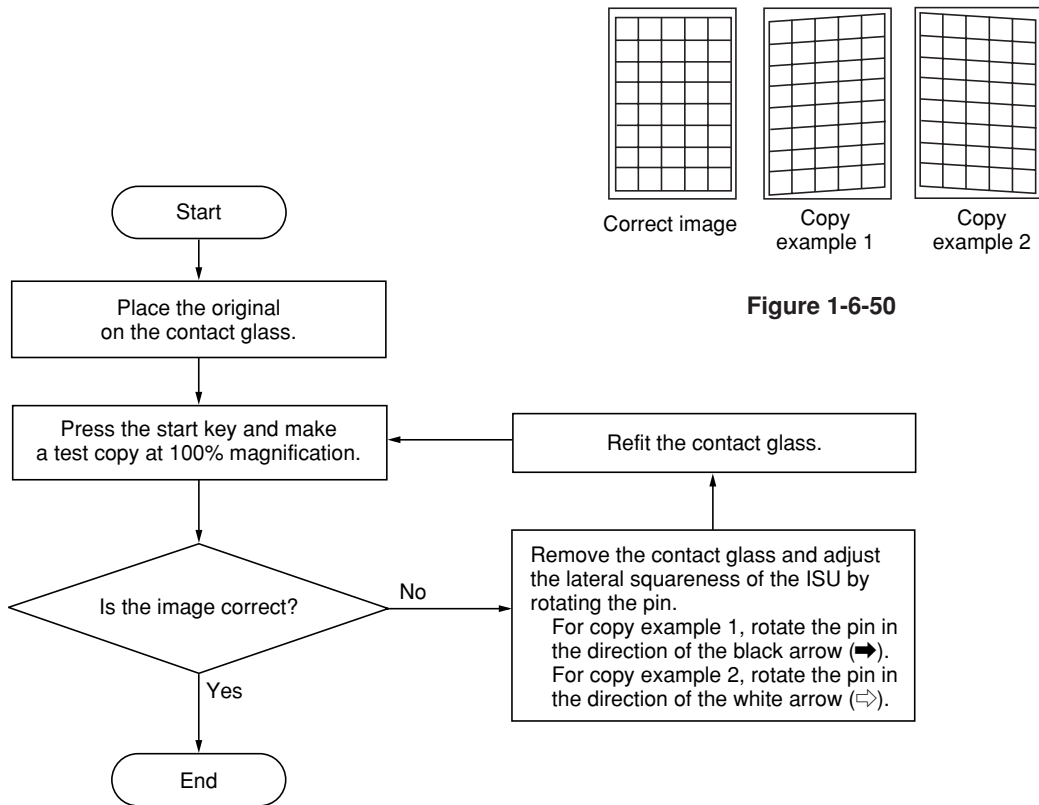 Correct image
Copy
example 1
Copy
example 2
Figure 1-6-50
Start
Place the original
on the contact glass.
Press the start key and make
a test copy at 100% magnification.
Is the image correct?
Yes
End
No
Remove the contact glass and adjust
the lateral squareness of the ISU by
rotating the pin.
For copy example 1, rotate the pin in
the direction of the black arrow (➡).
For copy example 2, rotate the pin in
the direction of the white arrow (⇨).
Refit the contact glass.